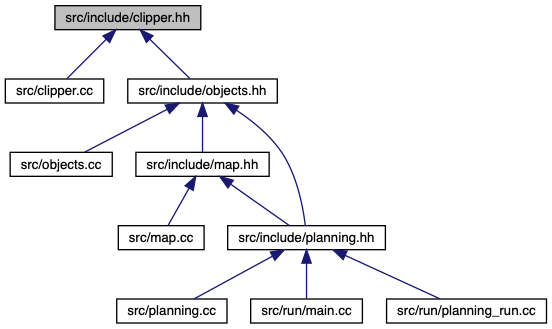 src/include/clipper.hh
src/clipper.cc
src/include/objects.hh
src/objects.cc
src/include/map.hh
src/map.cc
src/include/planning.hh
src/planning.cc
src/run/main.cc
src/run/planning_run.cc